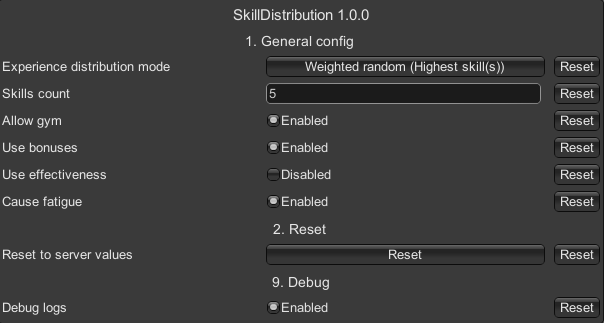 SkillDistribution 1.0.0
1. General config
Experience distribution mode Weighted random (Highest skill(s)) Reset
Skills count 5 Reset
Allow gym Enabled Reset
Use bonuses Enabled Reset
Use effectiveness Disabled Reset
Cause fatigue Enabled Reset
2. Reset
Reset to server values Reset Reset
9. Debug
Debug logs Enabled Reset